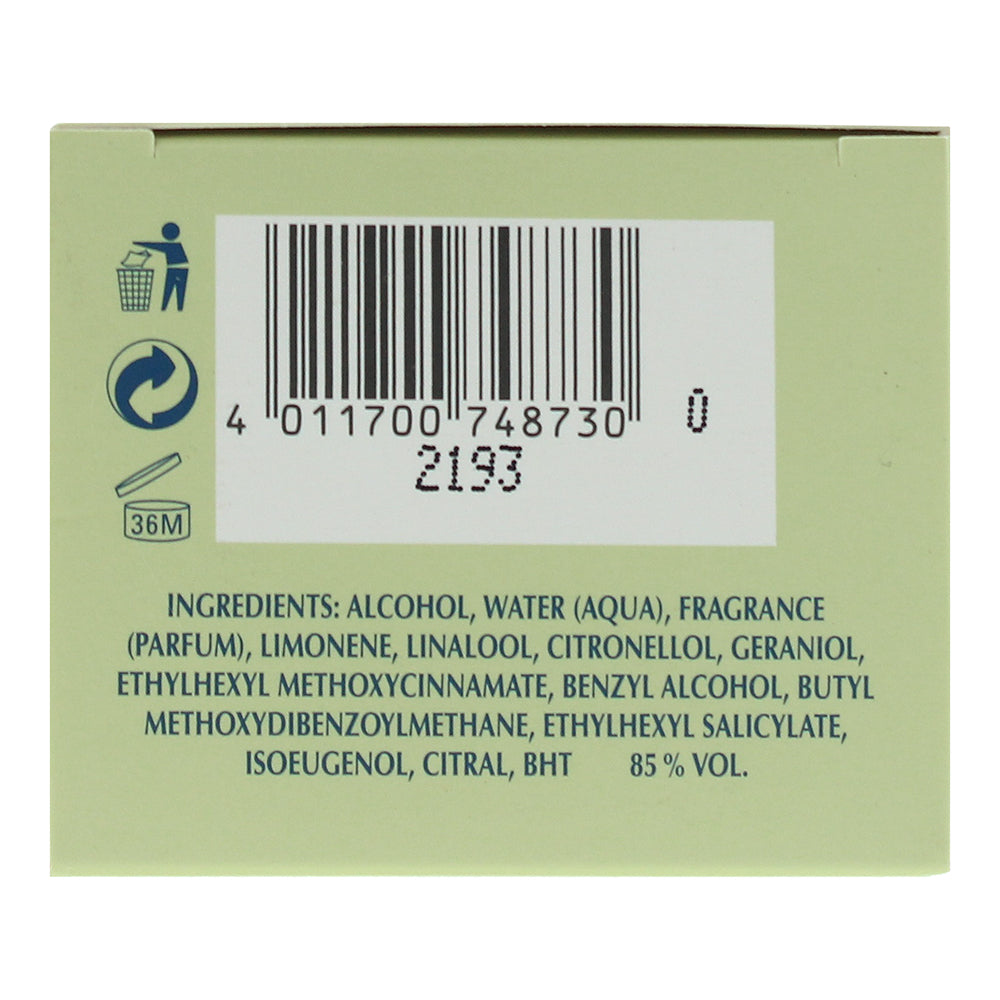 4 011700 748730
0
2193
36M
INGREDIENTS: ALCOHOL, WATER (AQUA), FRAGRANCE
(PARFUM), LIMONENE, LINALOOL, CITRONELLOL, GERANIOL,
ETHYLHEXYL METHOXYCINNAMATE, BENZYL ALCOHOL, BUTYL
METHOXYDIBENZOYLMETHANE, ETHYLHEXYL SALICYLATE,
ISOEUGENOL, CITRAL, BHT 85 % VOL.